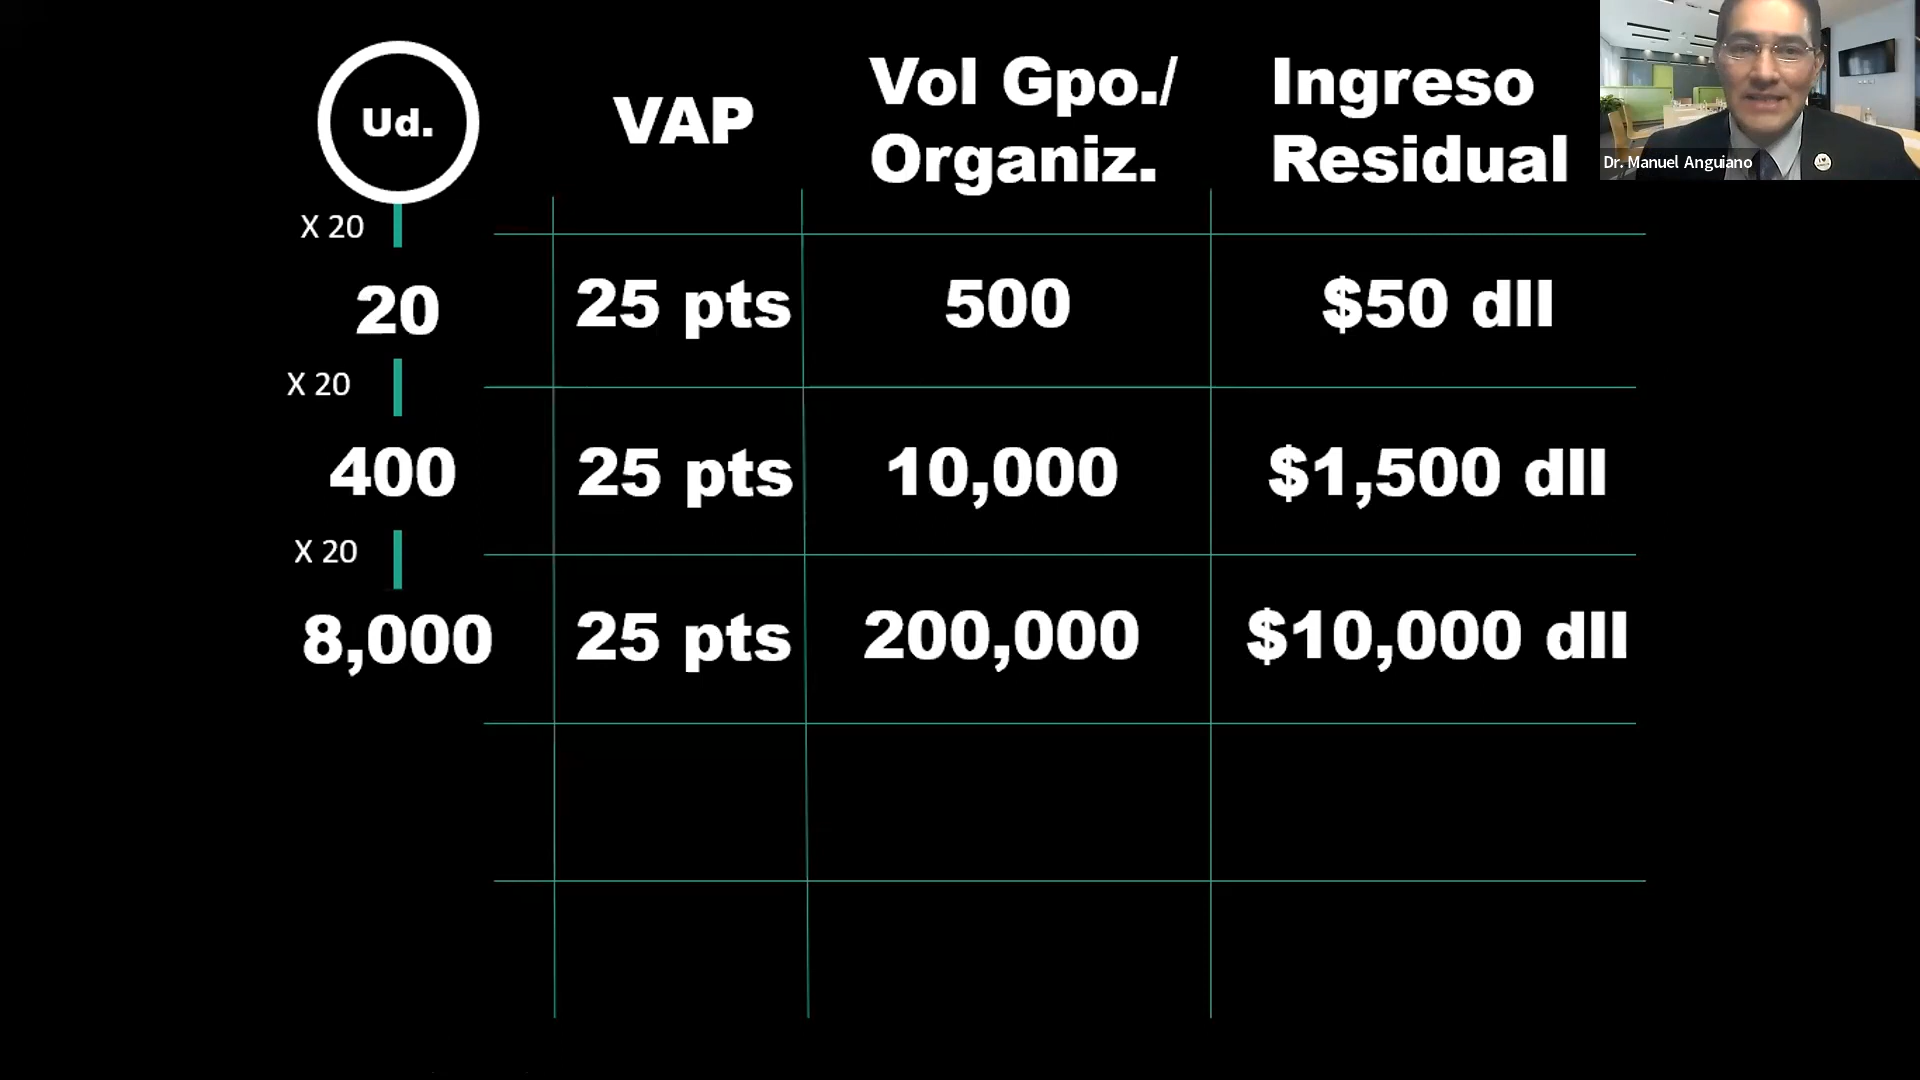 Ud.
VAP
Vol Gpo./
Organiz.
Ingreso
Residual
Dr. Manuel Anguiano
X 20
20
25 pts
500
$50 dll
X 20
400
25 pts
10,000
$1,500 dll
X 20
8,000
25 pts
200,000
$10,000 dll